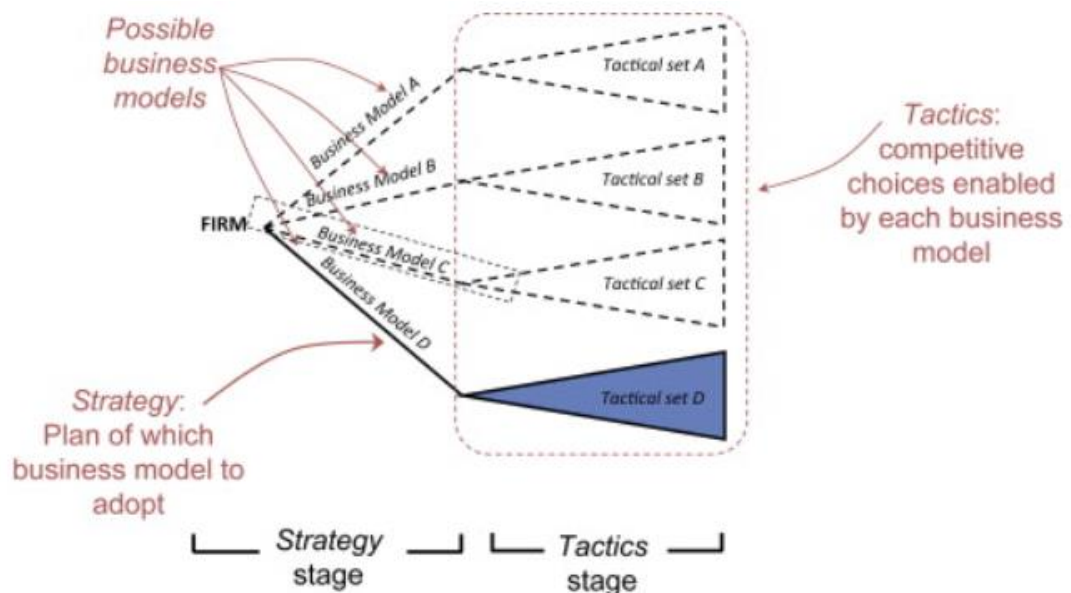 Possible
business
models
Business Model A
Business Model B
Business Model C
Business Model D
FIRM
Tactical set A
Tactical set B
Tactical set C
Tactical set D
Tactics:
competitive
choices enabled
by each business
model
Strategy:
Plan of which
business model to
adopt
Strategy
stage
Tactics
stage